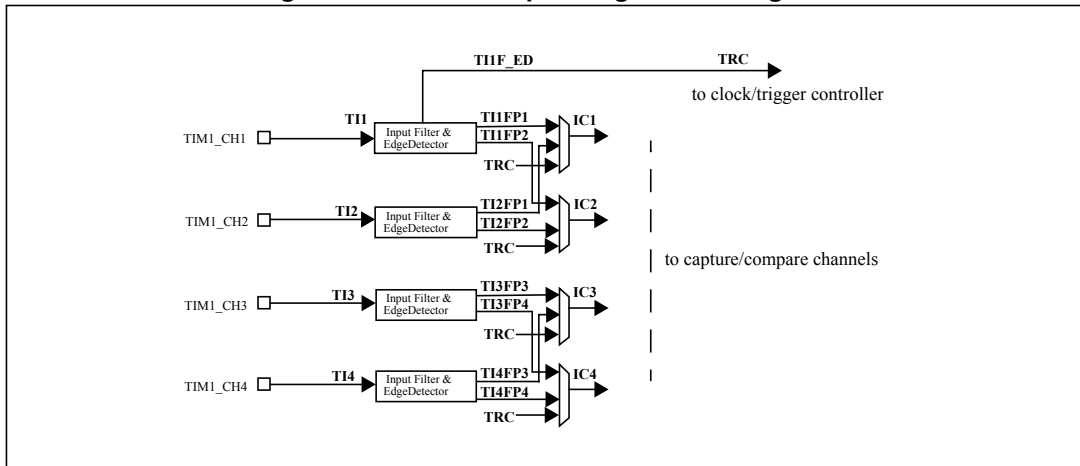 TI1F_ED
TRC
to clock/trigger controller
TIM1_CH1
TI1
Input Filter &
EdgeDetector
TI1FP1
TI1FP2
TRC
IC1
TIM1_CH2
TI2
Input Filter &
EdgeDetector
TI2FP1
TI2FP2
TRC
IC2
to capture/compare channels
TIM1_CH3
TI3
Input Filter &
EdgeDetector
TI3FP3
TI3FP4
TRC
IC3
TIM1_CH4
TI4
Input Filter &
EdgeDetector
TI4FP3
TI4FP4
TRC
IC4